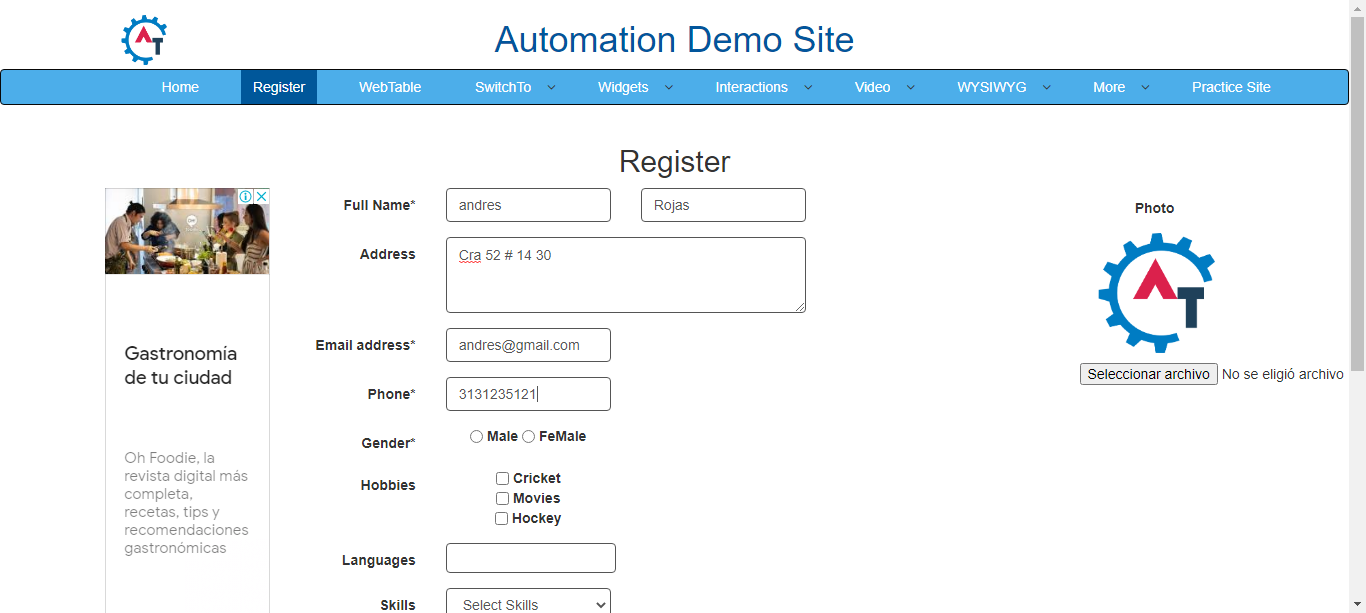 AT
Automation Demo Site
Home Register WebTable SwitchTo Widgets Interactions Video WYSIWYG More Practice Site
Register
Full Name* andres Rojas
Photo
Address Cra 52 # 14 30
AT
Email address* andres@gmail.com
Seleccionar archivo No se eligió archivo
Phone* 3131235121
Gender* Male FeMale
Hobbies Cricket
Movies
Hockey
Languages
Skills Select Skills
Gastronomía
de tu ciudad
Oh Foodie, la
revista digital más
completa,
recetas, tips y
recomendaciones
gastronómicas